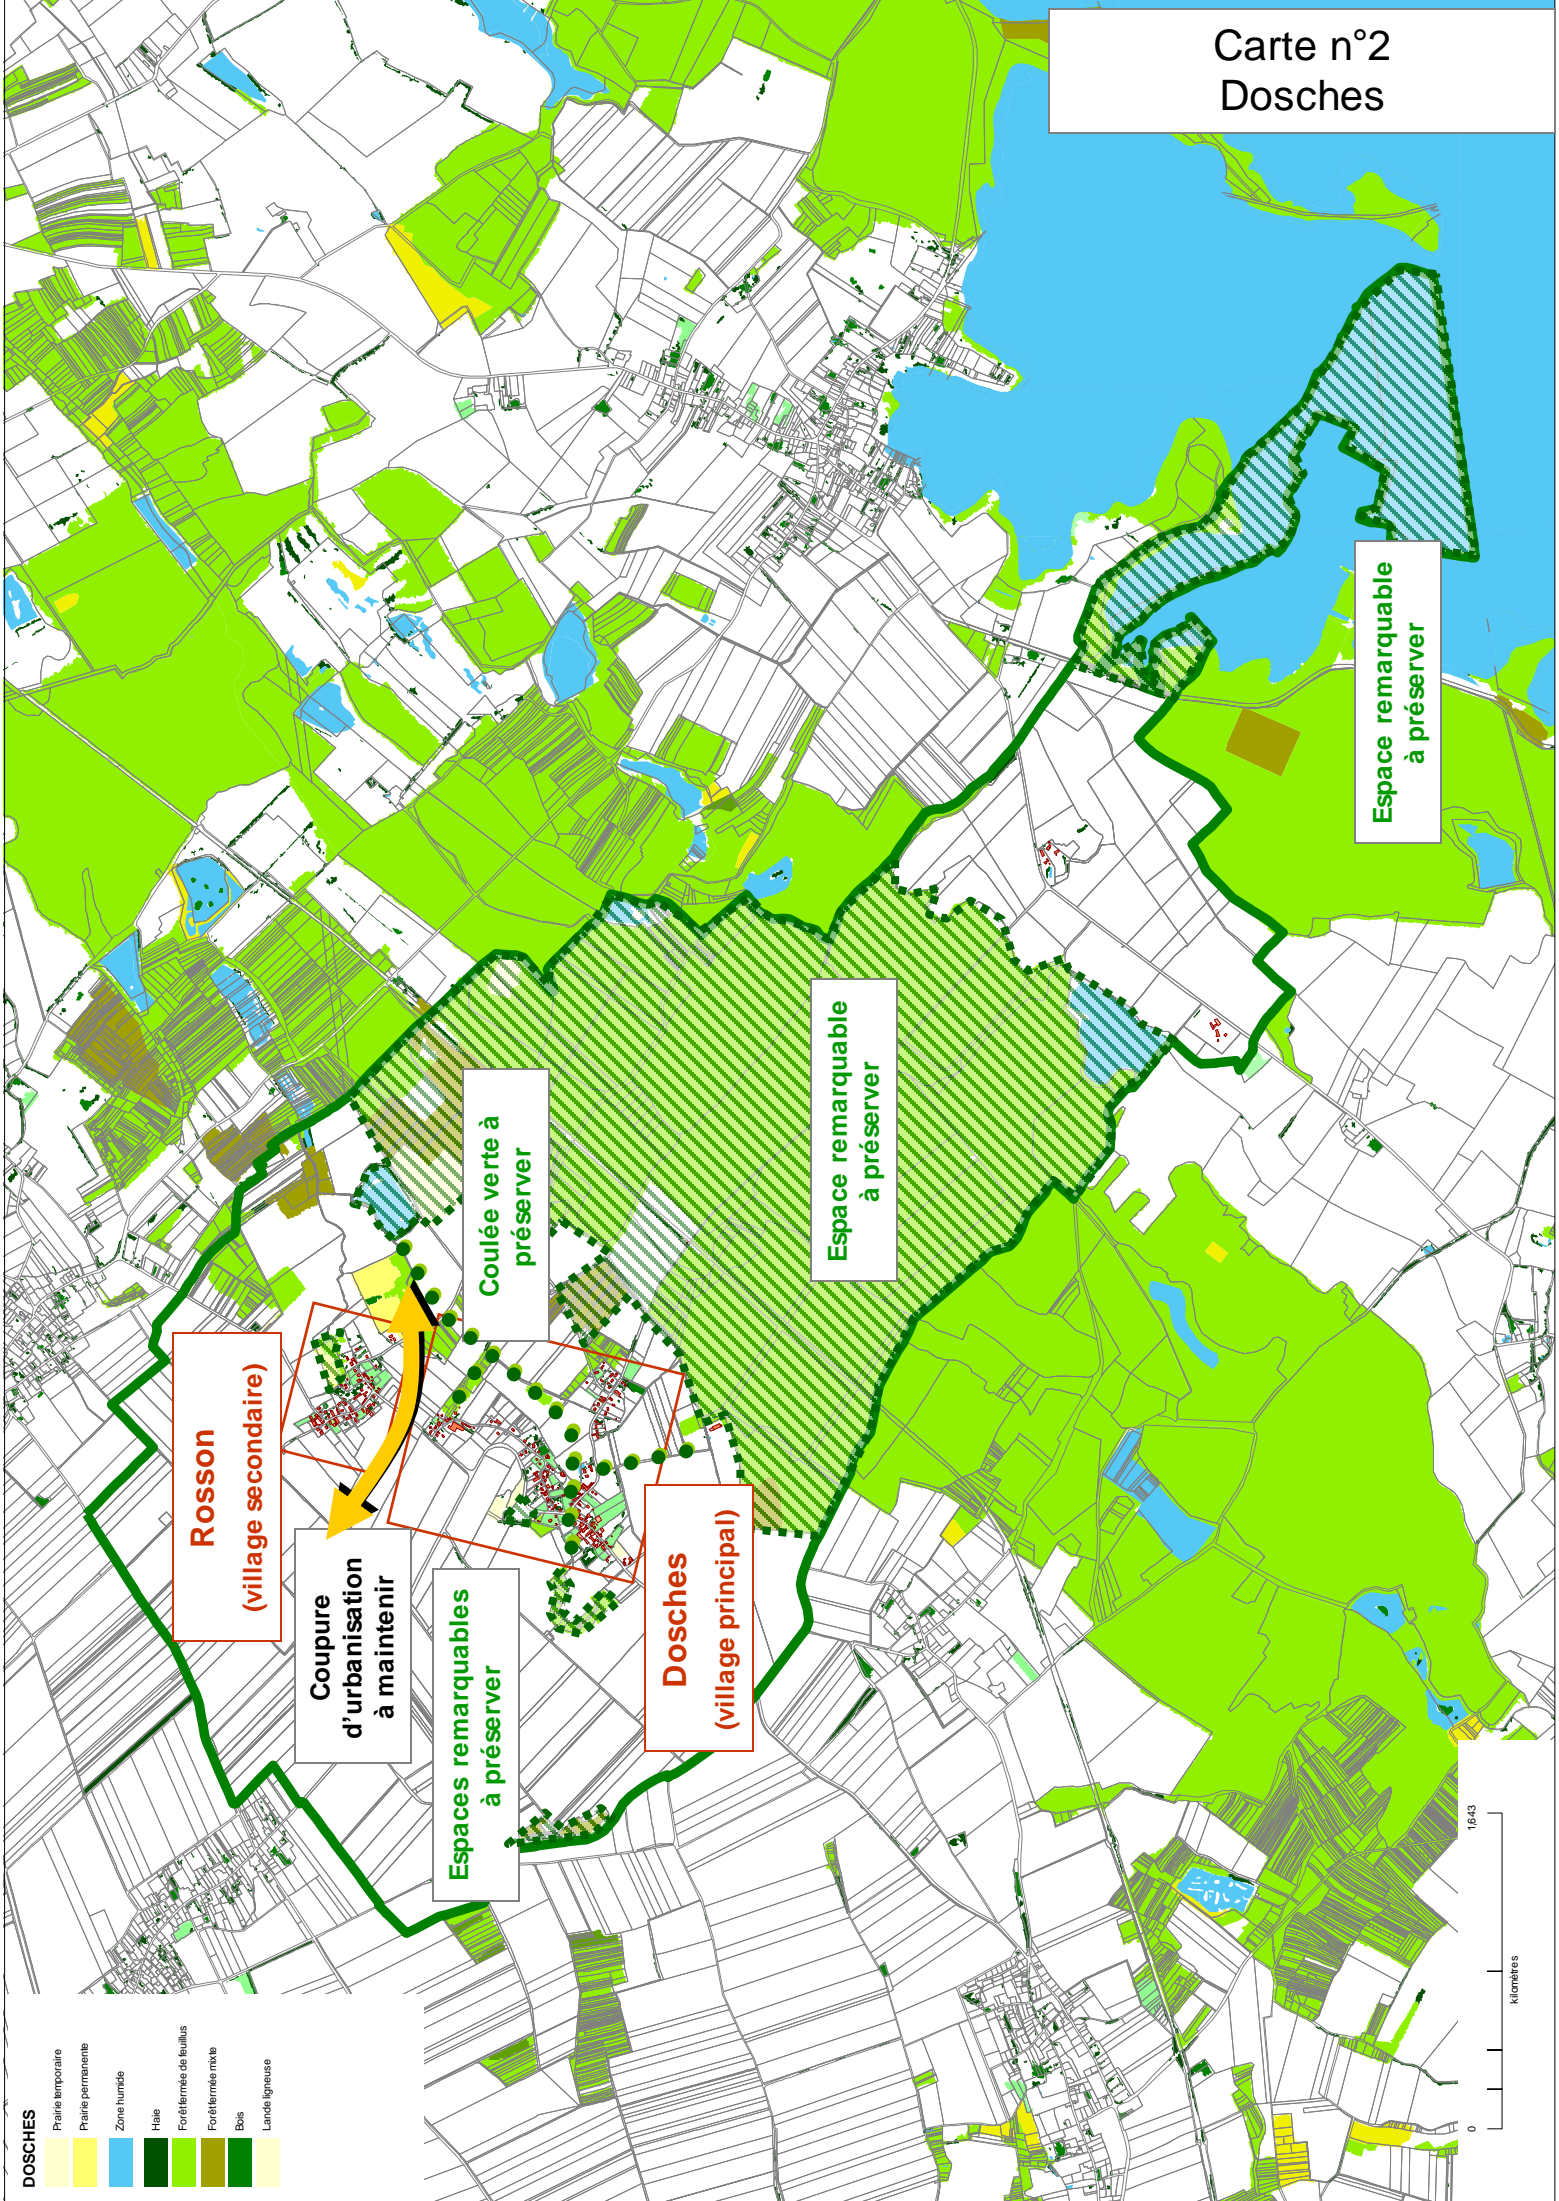 Carte n°2
Dosches
Rosson
(village secondaire)
Coupure
d'urbanisation
à maintenir
Espaces remarquables
à préserver
Dosches
(village principal)
Coulée verte à
préserver
Espace remarquable
à préserver
Espace remarquable
à préserver
DOSCHES
Prairie temporaire
Prairie permanente
Zone humide
Haie
Forêt fermée de feuillus
Forêt fermée mixte
Bois
Lande ligneuse
0
1,643
kilomètres